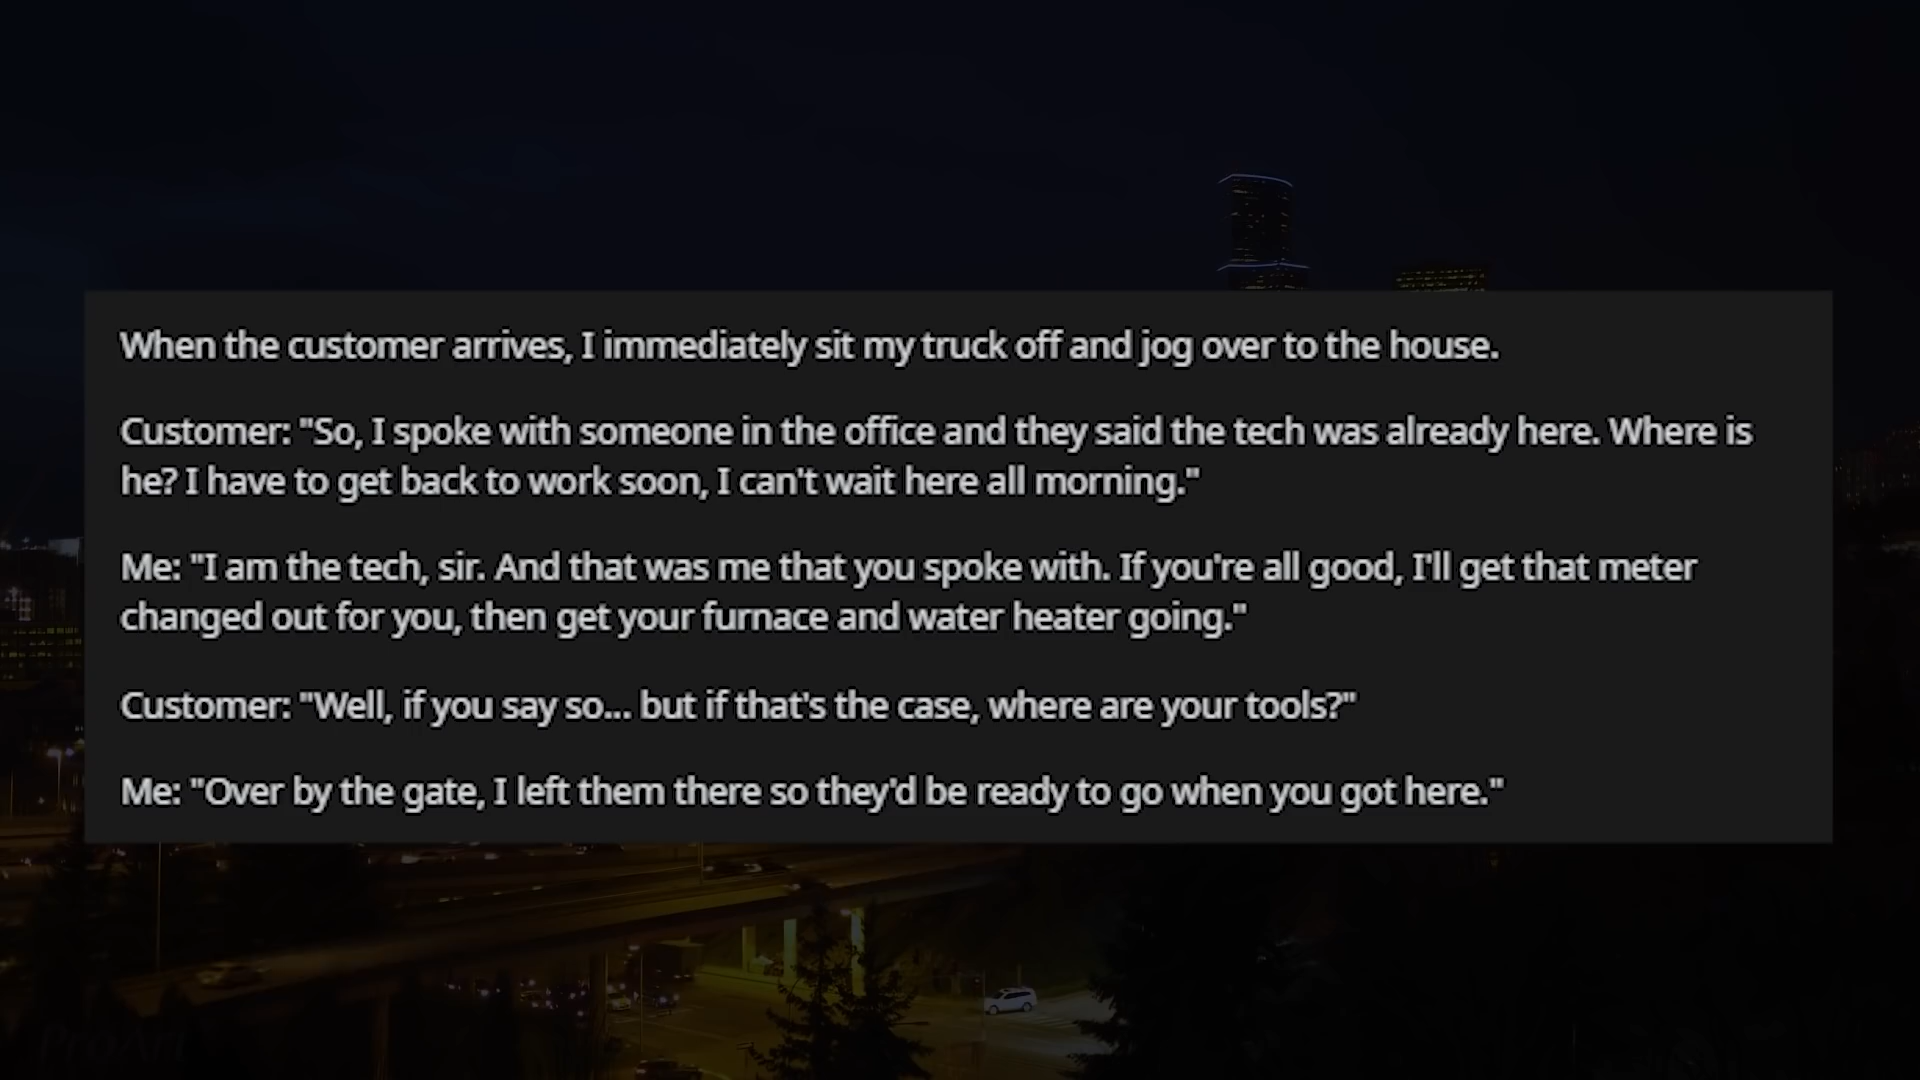 When the customer arrives, I immediately sit my truck off and jog over to the house.
Customer: "So, I spoke with someone in the office and they said the tech was already here. Where is
he? I have to get back to work soon, I can't wait here all morning."
Me: "I am the tech, sir. And that was me that you spoke with. If you're all good, I'll get that meter
changed out for you, then get your furnace and water heater going."
Customer: "Well, if you say so... but if that's the case, where are your tools?"
Me: "Over by the gate, I left them there so they'd be ready to go when you got here."